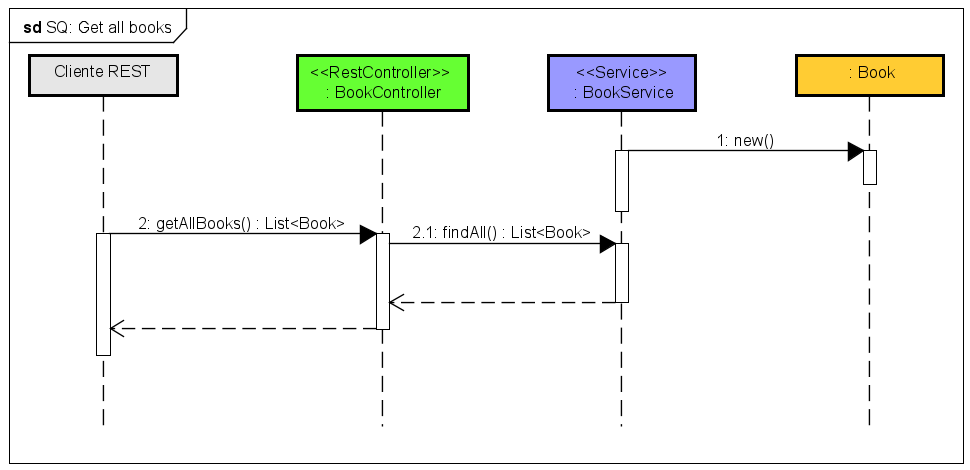 sd SQ: Get all books
Cliente REST
<<RestController>>
: BookController
<<Service>>
: BookService
: Book
1: new()
2: getAllBooks() : List<Book>
2.1: findAll() : List<Book>